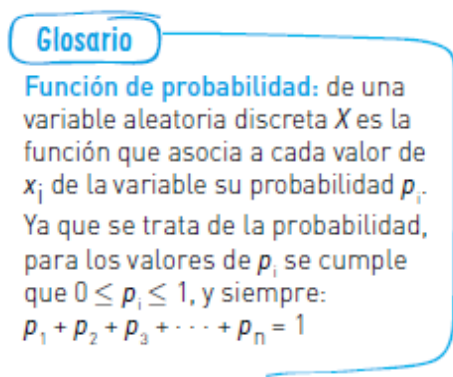 Glosario
Función de probabilidad: de una
variable aleatoria discreta X es la
función que asocia a cada valor de
xᵢ de la variable su probabilidad pᵢ.
Ya que se trata de la probabilidad,
para los valores de pᵢ se cumple
que 0 ≤ pᵢ ≤ 1, y siempre:
p₁ + p₂ + p₃ + · · · + pₙ = 1